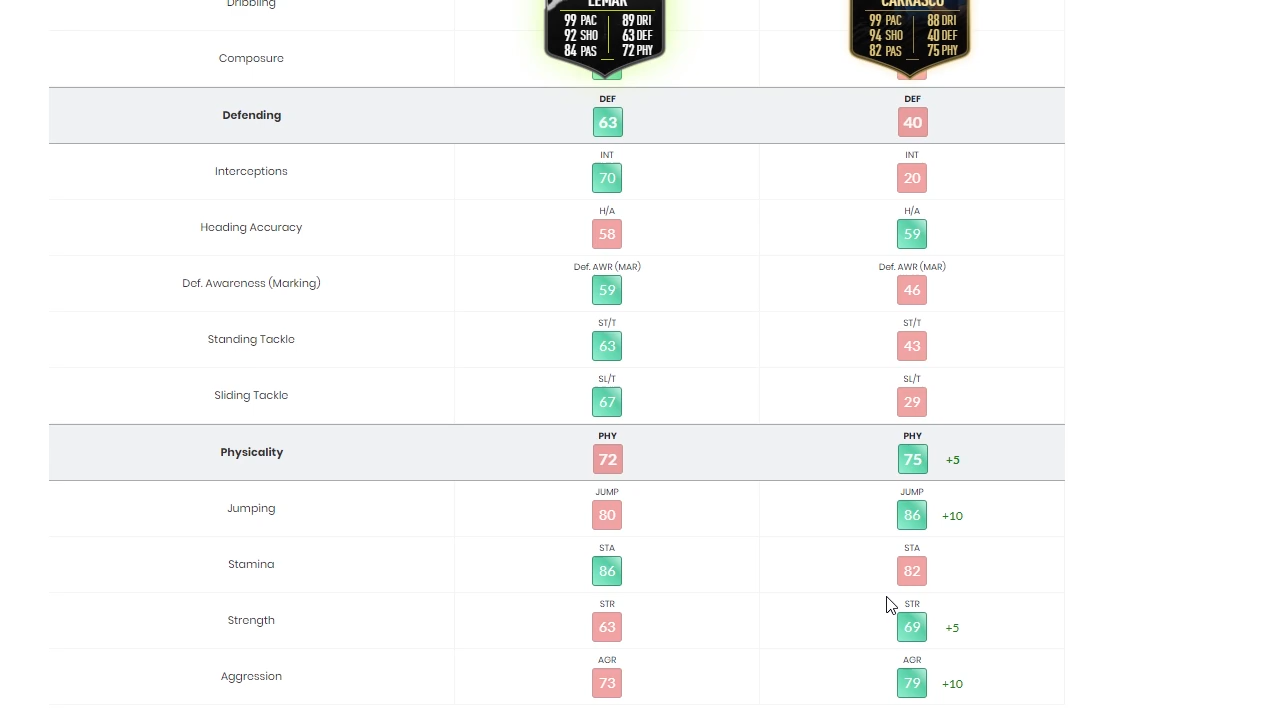 Dribbling
LEMAR
CARRASCO
99 PAC 89 DRI
92 SHO 63 DEF
84 PAS 72 PHY
99 PAC 88 DRI
94 SHO 40 DEF
82 PAS 75 PHY
Composure
DEF DEF
Defending 63 40
INT INT
Interceptions 70 20
H/A H/A
Heading Accuracy 58 59
Def. AWR (MAR) Def. AWR (MAR)
Def. Awareness (Marking) 59 46
ST/T ST/T
Standing Tackle 63 43
SL/T SL/T
Sliding Tackle 67 29
PHY PHY
Physicality 72 75 +5
JUMP JUMP
Jumping 80 86 +10
STA STA
Stamina 86 82
STR STR
Strength 63 69 +5
AGR AGR
Aggression 73 79 +10